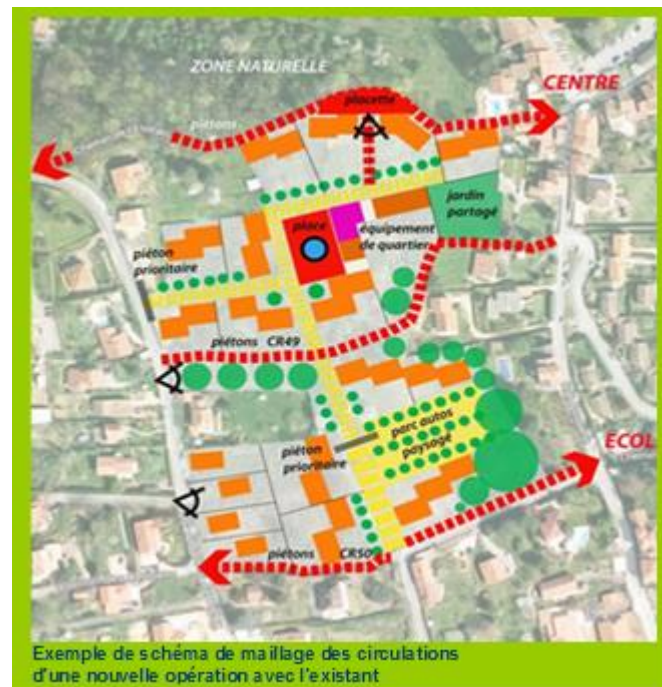 ZONE NATURELLE
CENTRE
placette
piétons
jardin
partagé
place
équipement
de quartier
piéton
prioritaire
piétons CR49
parc autos
paysagé
piéton
prioritaire
ECOL
piétons CR50
Exemple de schéma de maillage des circulations
d'une nouvelle opération avec l'existant